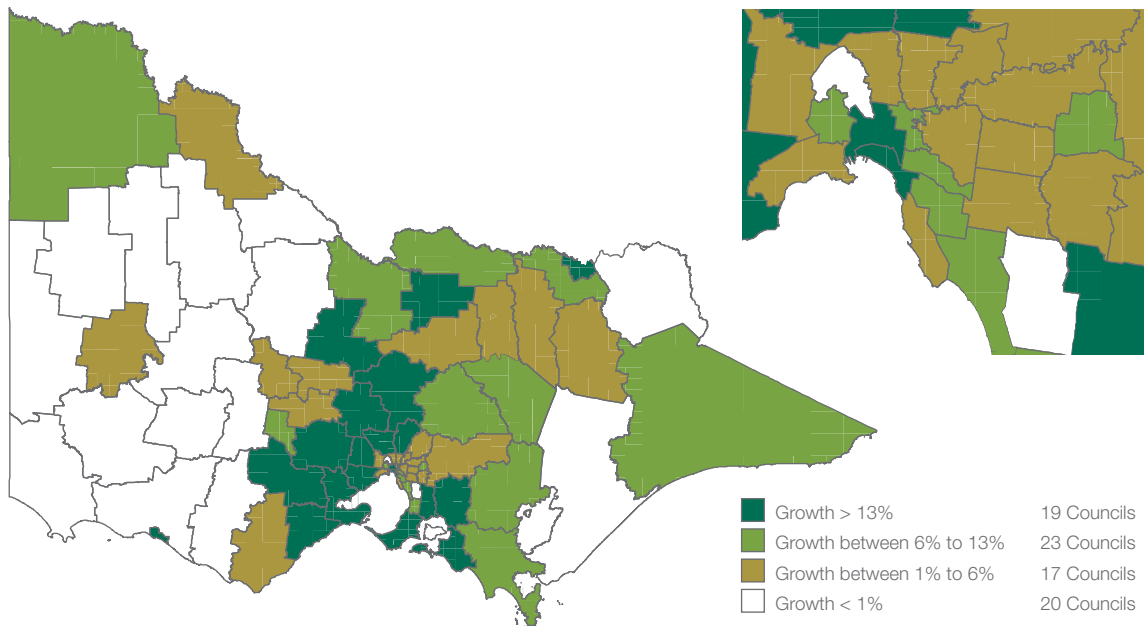 Growth > 13% 19 Councils
Growth between 6% to 13% 23 Councils
Growth between 1% to 6% 17 Councils
Growth < 1% 20 Councils